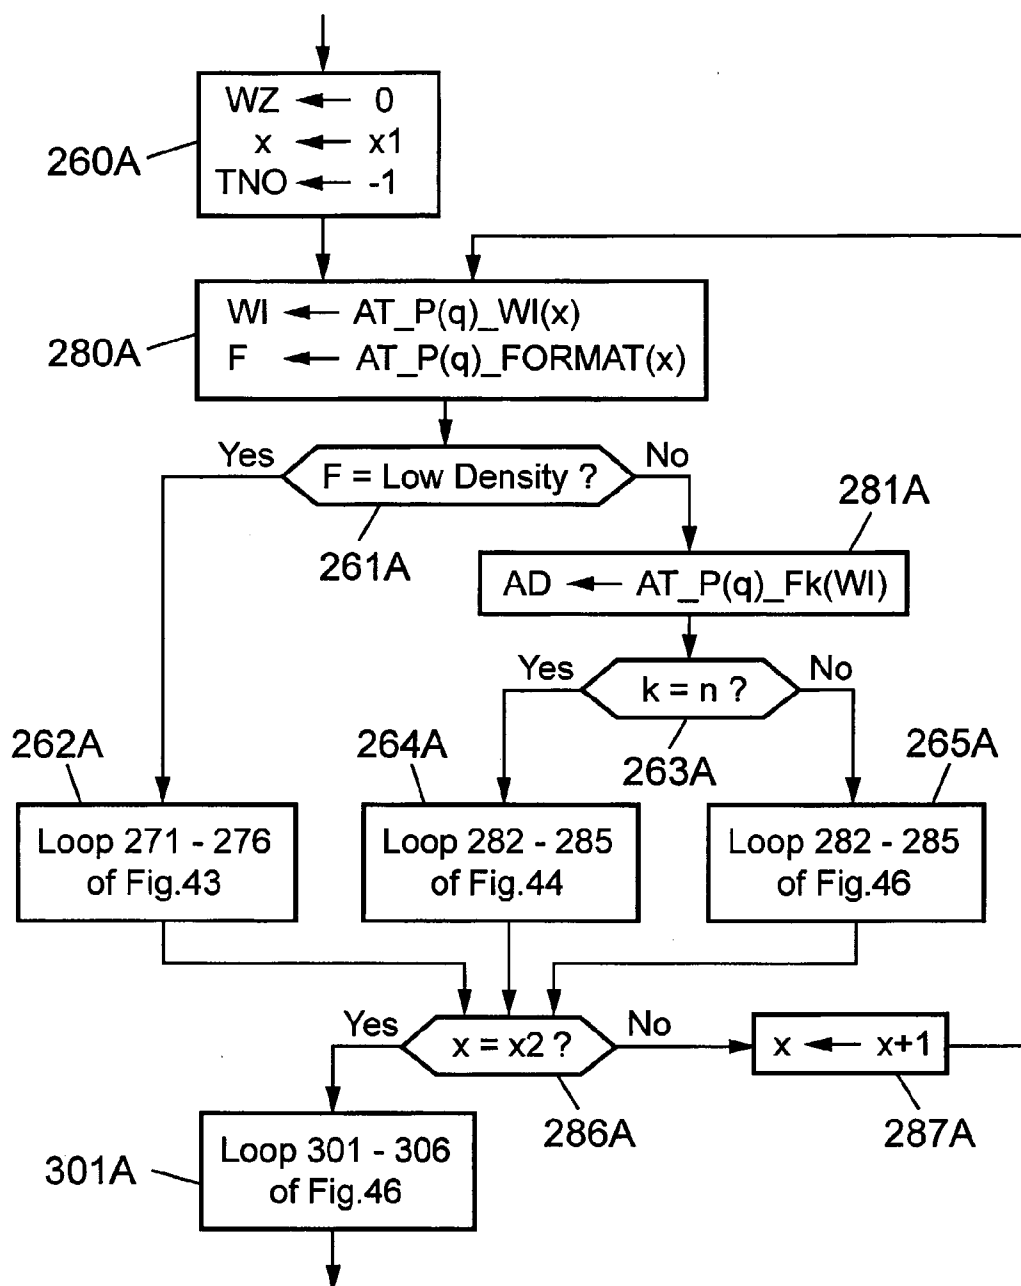 WZ ← 0
x ← x1
TNO ← -1
260A
WI ← AT_P(q)_WI(x)
F ← AT_P(q)_FORMAT(x)
280A
Yes
F = Low Density ?
No
261A
281A
AD ← AT_P(q)_Fk(WI)
Yes
k = n ?
No
263A
262A
264A
265A
Loop 271 - 276
of Fig.43
Loop 282 - 285
of Fig.44
Loop 282 - 285
of Fig.46
Yes
x = x2 ?
No
x ← x+1
286A
287A
Loop 301 - 306
of Fig.46
301A